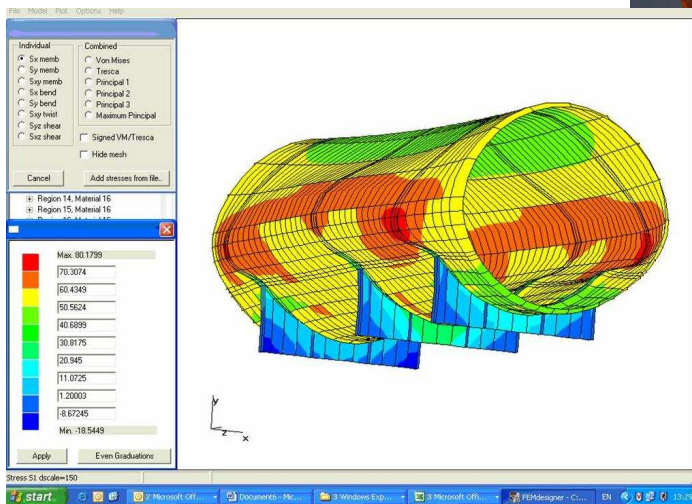 File Model Plot Options Help
Individual
Sx memb
Sy memb
Sxy memb
Sx bend
Sy bend
Sxy twist
Syz shear
Sxz shear
Combined
Von Mises
Tresca
Principal 1
Principal 2
Principal 3
Maximum Principal
Signed VM/Tresca
Hide mesh
Cancel
Add stresses from file..
Region 14, Material 16
Region 15, Material 16
Max. 80.1799
70.3074
60.4349
50.5624
40.6899
30.8175
20.945
11.0725
1.20003
-8.67245
Min. -18.5449
Apply
Even Graduations
y
z
x
Stress S1 dscale=150
start
2 Microsoft Off...
Document6 - Mic...
3 Windows Exp...
3 Microsoft Off...
FEMdesigner - C:...
EN
13:29